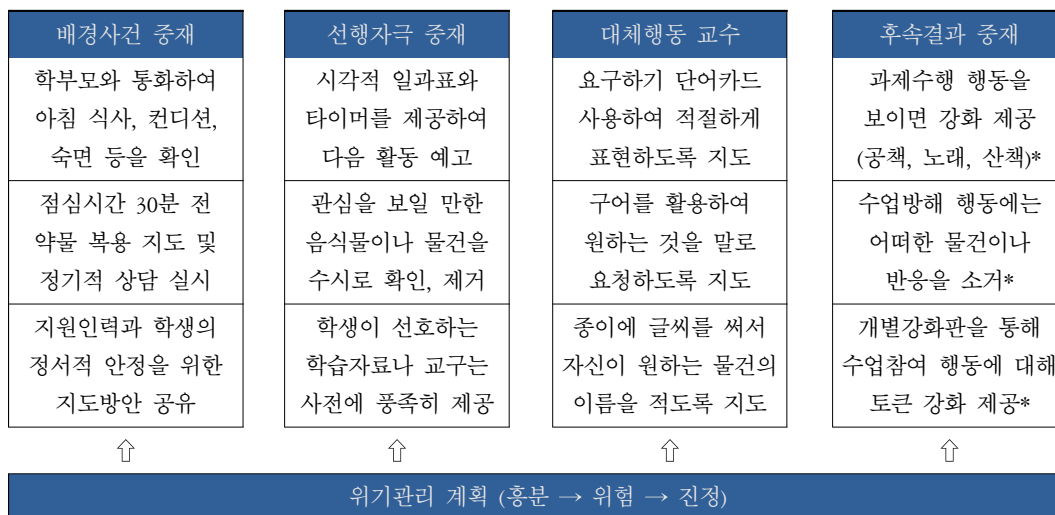 배경사건 중재
학부모와 통화하여
아침 식사, 컨디션,
숙면 등을 확인
점심시간 30분 전
약물 복용 지도 및
정기적 상담 실시
지원인력과 학생의
정서적 안정을 위한
지도방안 공유
선행자극 중재
시각적 일과표와
타이머를 제공하여
다음 활동 예고
관심을 보일 만한
음식물이나 물건을
수시로 확인, 제거
학생이 선호하는
학습자료나 교구는
사전에 풍족히 제공
대체행동 교수
요구하기 단어카드
사용하여 적절하게
표현하도록 지도
구어를 활용하여
원하는 것을 말로
요청하도록 지도
종이에 글씨를 써서
자신이 원하는 물건의
이름을 적도록 지도
후속결과 중재
과제수행 행동을
보이면 강화 제공
(공책, 노래, 산책)*
수업방해 행동에는
어떠한 물건이나
반응을 소거*
개별강화판을 통해
수업참여 행동에 대해
토큰 강화 제공*
⇧ ⇧ ⇧ ⇧
위기관리 계획 (흥분 → 위험 → 진정)